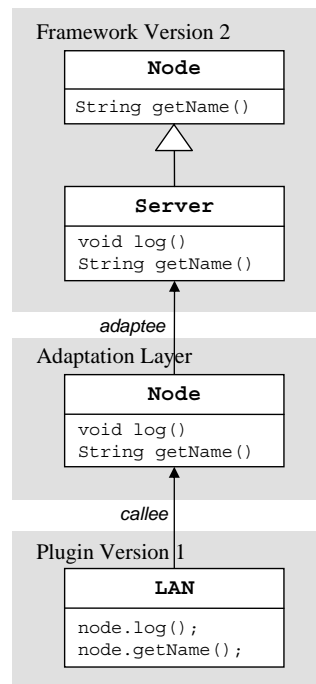 Framework Version 2
Node
String getName()
Server
void log()
String getName()
adaptee
Adaptation Layer
Node
void log()
String getName()
callee
Plugin Version 1
LAN
node.log();
node.getName();